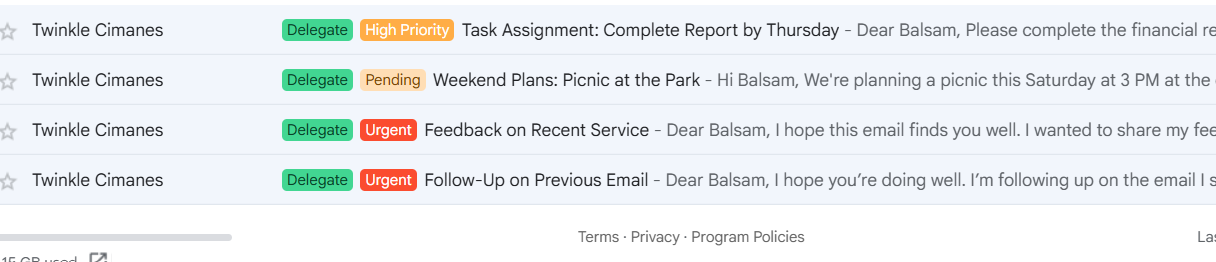 Twinkle Cimanes Delegate High Priority Task Assignment: Complete Report by Thursday - Dear Balsam, Please complete the financial re
Twinkle Cimanes Delegate Pending Weekend Plans: Picnic at the Park - Hi Balsam, We're planning a picnic this Saturday at 3 PM at the
Twinkle Cimanes Delegate Urgent Feedback on Recent Service - Dear Balsam, I hope this email finds you well. I wanted to share my fee
Twinkle Cimanes Delegate Urgent Follow-Up on Previous Email - Dear Balsam, I hope you’re doing well. I’m following up on the email I s
Terms · Privacy · Program Policies
Las
15 GB used